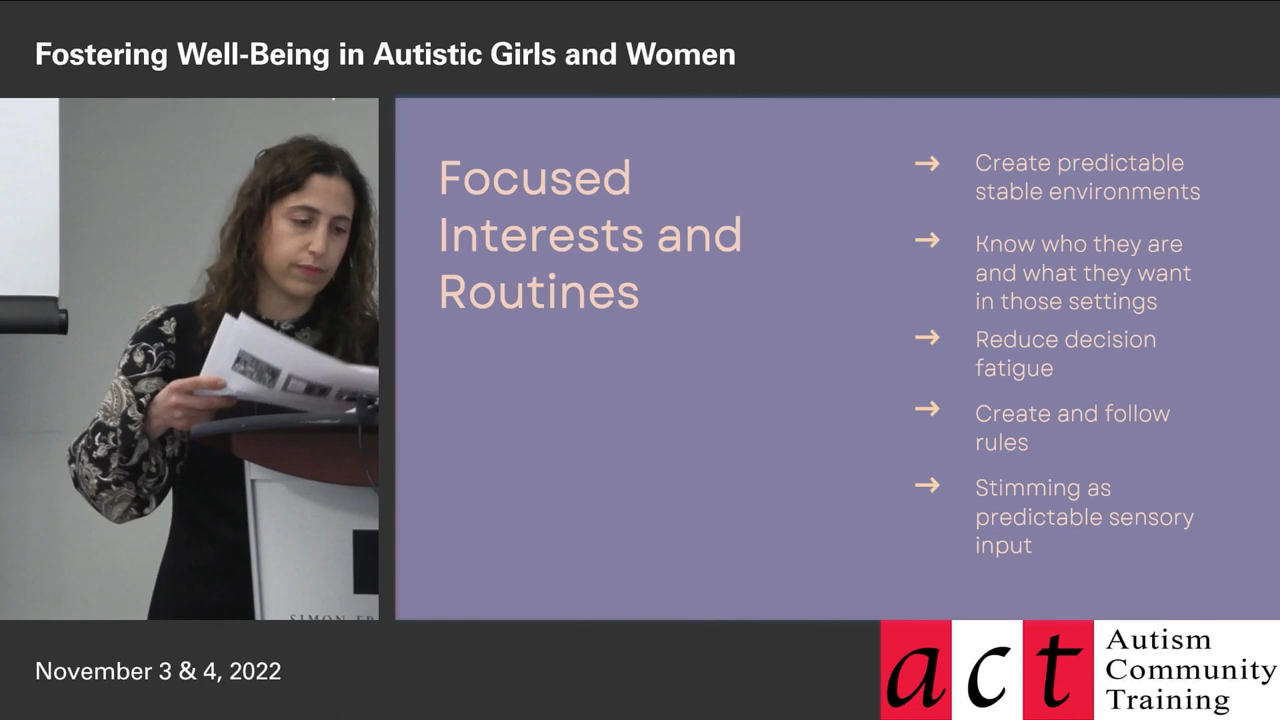 Fostering Well-Being in Autistic Girls and Women
Focused
Interests and
Routines
→ Create predictable
stable environments
→ Know who they are
and what they want
in those settings
→ Reduce decision
fatigue
→ Create and follow
rules
→ Stimming as
predictable sensory
input
SIMON FR
November 3 & 4, 2022
act
Autism
Community
Training